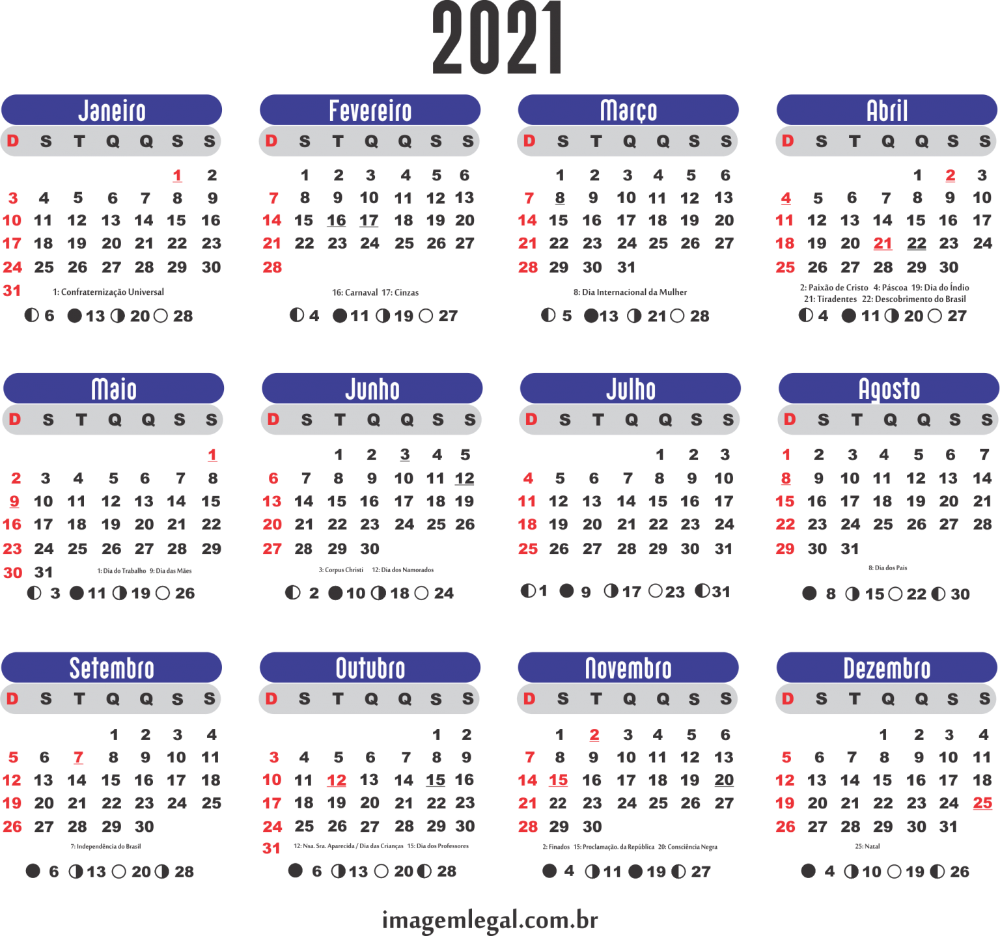 2021
Janeiro
D S T Q Q S S
1 2
3 4 5 6 7 8 9
10 11 12 13 14 15 16
17 18 19 20 21 22 23
24 25 26 27 28 29 30
31
1: Confraternização Universal
6 13 20 28
Fevereiro
D S T Q Q S S
1 2 3 4 5 6
7 8 9 10 11 12 13
14 15 16 17 18 19 20
21 22 23 24 25 26 27
28
16: Carnaval 17: Cinzas
4 11 19 27
Março
D S T Q Q S S
1 2 3 4 5 6
7 8 9 10 11 12 13
14 15 16 17 18 19 20
21 22 23 24 25 26 27
28 29 30 31
8: Dia Internacional da Mulher
5 13 21 28
Abril
D S T Q Q S S
1 2 3
4 5 6 7 8 9 10
11 12 13 14 15 16 17
18 19 20 21 22 23 24
25 26 27 28 29 30
2: Paixão de Cristo 4: Páscoa 19: Dia do Índio
21: Tiradentes 22: Descobrimento do Brasil
4 11 20 27
Maio
D S T Q Q S S
1
2 3 4 5 6 7 8
9 10 11 12 13 14 15
16 17 18 19 20 21 22
23 24 25 26 27 28 29
30 31
1: Dia do Trabalho 9: Dia das Mães
3 11 19 26
Junho
D S T Q Q S S
1 2 3 4 5
6 7 8 9 10 11 12
13 14 15 16 17 18 19
20 21 22 23 24 25 26
27 28 29 30
3: Corpus Christi 12: Dia dos Namorados
2 10 18 24
Julho
D S T Q Q S S
1 2 3
4 5 6 7 8 9 10
11 12 13 14 15 16 17
18 19 20 21 22 23 24
25 26 27 28 29 30 31
1 9 17 23 31
Agosto
D S T Q Q S S
1 2 3 4 5 6 7
8 9 10 11 12 13 14
15 16 17 18 19 20 21
22 23 24 25 26 27 28
29 30 31
8: Dia dos Pais
8 15 22 30
Setembro
D S T Q Q S S
1 2 3 4
5 6 7 8 9 10 11
12 13 14 15 16 17 18
19 20 21 22 23 24 25
26 27 28 29 30
7: Independência do Brasil
6 13 20 28
Outubro
D S T Q Q S S
1 2
3 4 5 6 7 8 9
10 11 12 13 14 15 16
17 18 19 20 21 22 23
24 25 26 27 28 29 30
31
12: Nsa. Sra. Aparecida / Dia das Crianças 15: Dia dos Professores
6 13 20 28
Novembro
D S T Q Q S S
1 2 3 4 5 6
7 8 9 10 11 12 13
14 15 16 17 18 19 20
21 22 23 24 25 26 27
28 29 30
2: Finados 15: Proclamação. da República 20: Comsciência Negra
4 11 19 27
Dezembro
D S T Q Q S S
1 2 3 4
5 6 7 8 9 10 11
12 13 14 15 16 17 18
19 20 21 22 23 24 25
26 27 28 29 30 31
25: Natal
4 10 19 26
imagemlegal.com.br